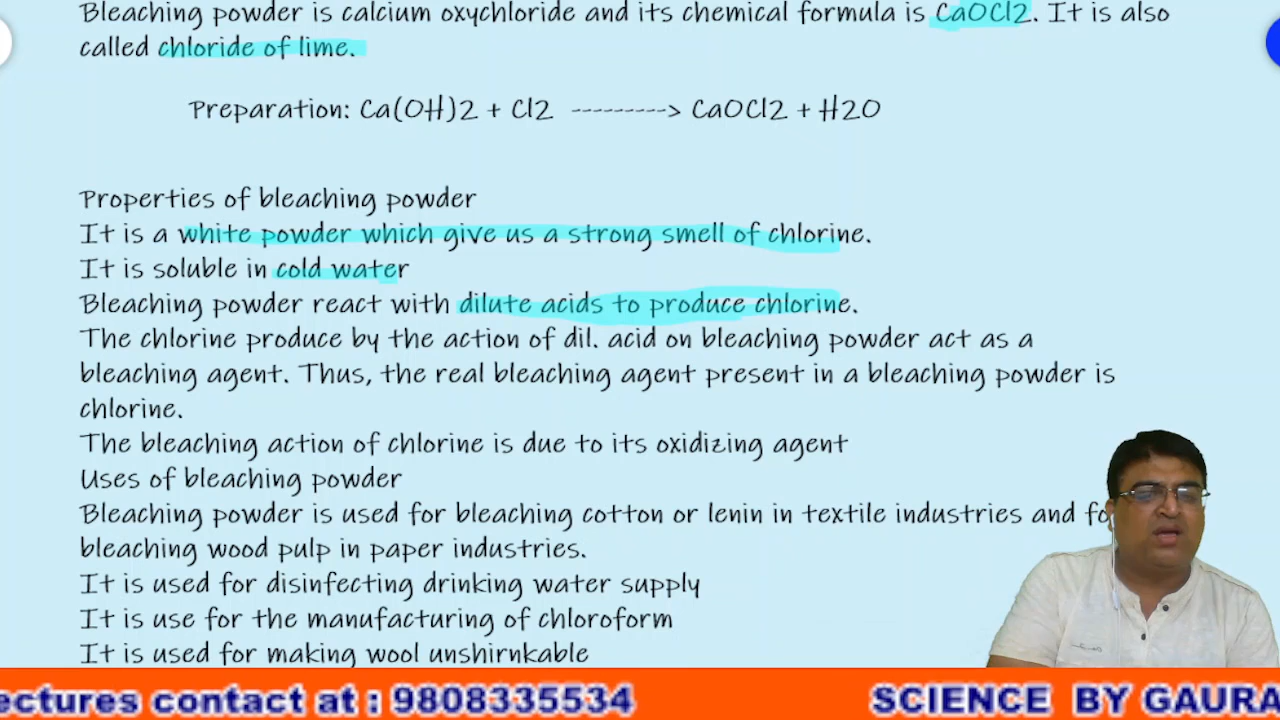 Bleaching powder is calcium oxychloride and its chemical formula is CaOCl2. It is also
called chloride of lime.
Preparation: Ca(OH)2 + Cl2 ---------> CaOCl2 + H2O
Properties of bleaching powder
It is a white powder which give us a strong smell of chlorine.
It is soluble in cold water
Bleaching powder react with dilute acids to produce chlorine.
The chlorine produce by the action of dil. acid on bleaching powder act as a
bleaching agent. Thus, the real bleaching agent present in a bleaching powder is
chlorine.
The bleaching action of chlorine is due to its oxidizing agent
Uses of bleaching powder
Bleaching powder is used for bleaching cotton or lenin in textile industries and fo
bleaching wood pulp in paper industries.
It is used for disinfecting drinking water supply
It is use for the manufacturing of chloroform
It is used for making wool unshirnkable
ectures contact at : 9808335534 SCIENCE BY GAURA